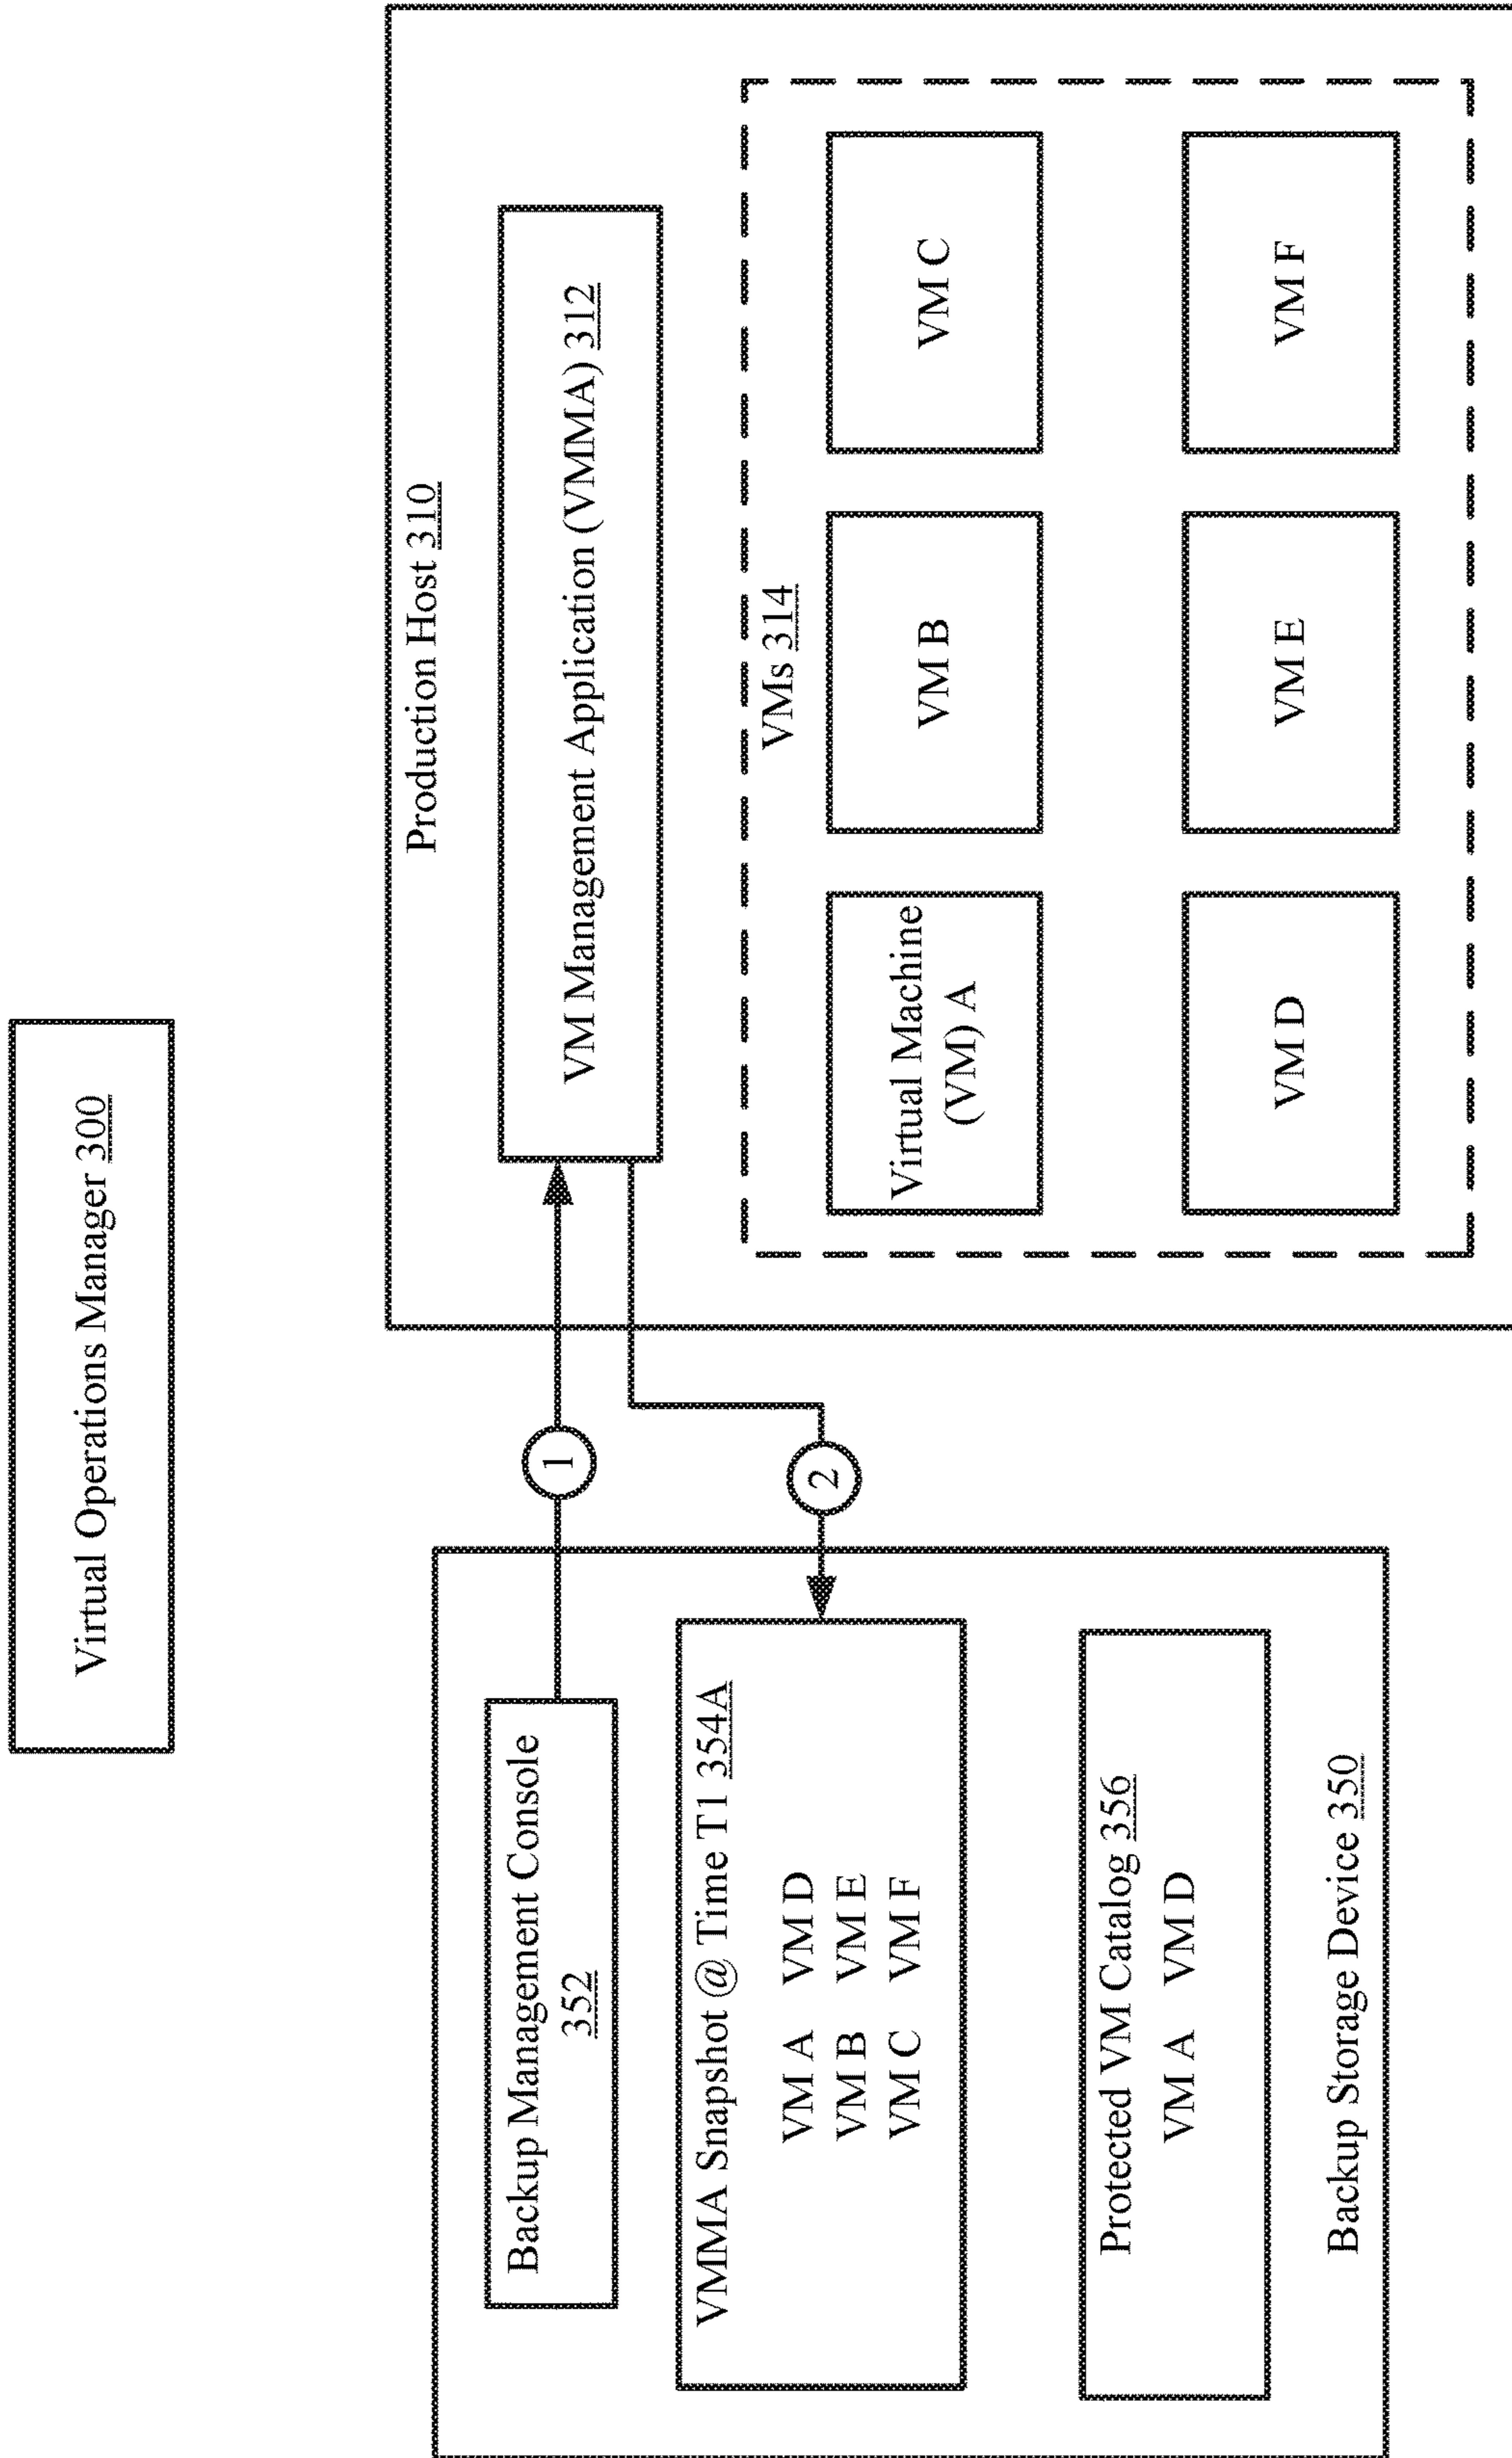 Virtual Operations Manager 300
Backup Management Console
352
VMMA Snapshot @ Time T1 354A
VM A VM D
VM B VM E
VM C VM F
Protected VM Catalog 356
VM A VM D
Backup Storage Device 350
1
2
Production Host 310
VM Management Application (VMMA) 312
VMs 314
Virtual Machine
(VM) A
VM B
VM C
VM D
VM E
VM F